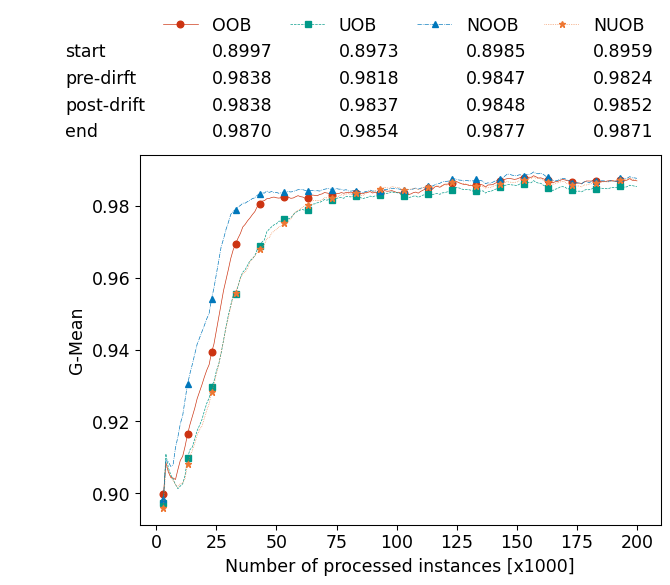 OOB UOB NOOB NUOB
start 0.8997 0.8973 0.8985 0.8959
pre-dirft 0.9838 0.9818 0.9847 0.9824
post-drift 0.9838 0.9837 0.9848 0.9852
end 0.9870 0.9854 0.9877 0.9871
0.98
0.96
0.94
0.92
0.90
G-Mean
0 25 50 75 100 125 150 175 200
Number of processed instances [x1000]